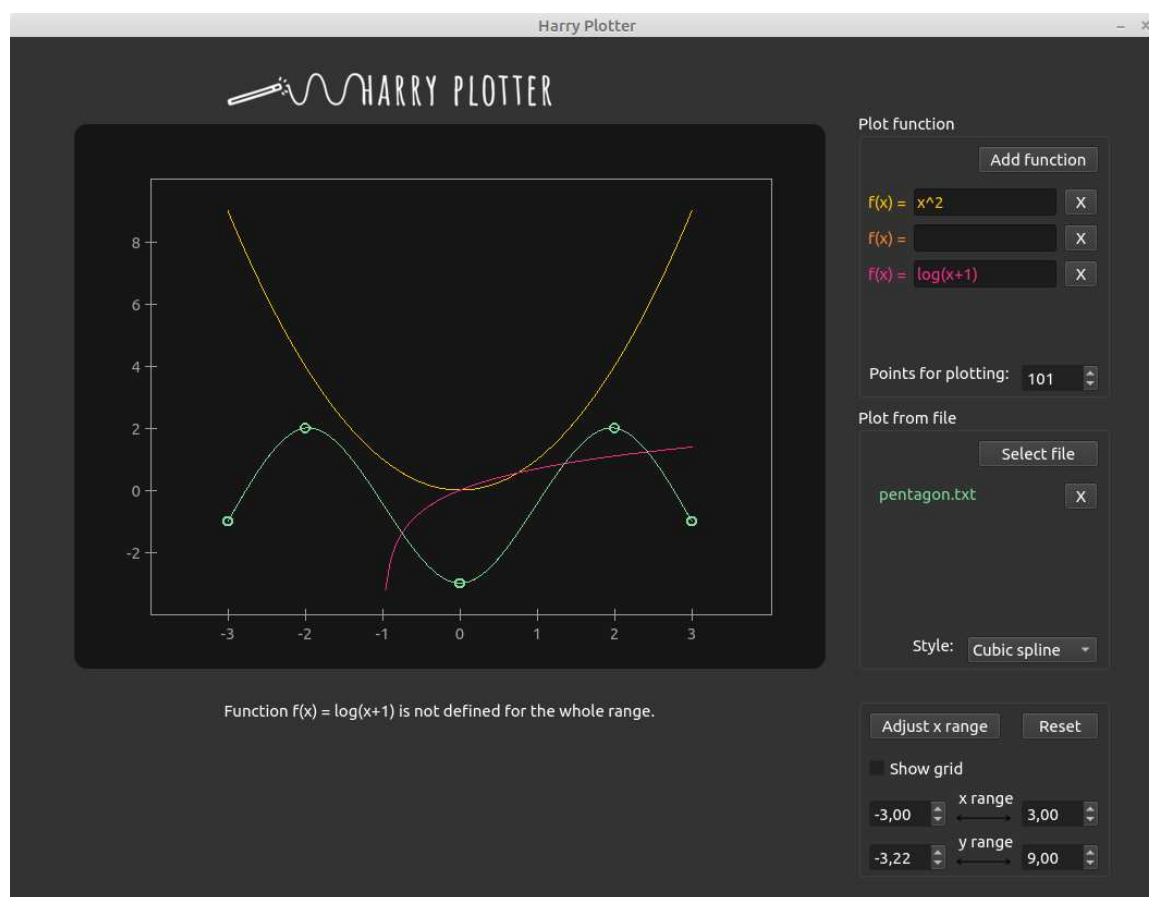 Harry Plotter
HARRY PLOTTER
Plot function
Add function
f(x) = x^2 X
f(x) = X
f(x) = log(x+1) X
Points for plotting: 101
Plot from file
Select file
pentagon.txt X
Style: Cubic spline
8
6
4
2
0
-2
-3 -2 -1 0 1 2 3
Function f(x) = log(x+1) is not defined for the whole range.
Adjust x range Reset
Show grid
x range
-3,00 3,00
y range
-3,22 9,00